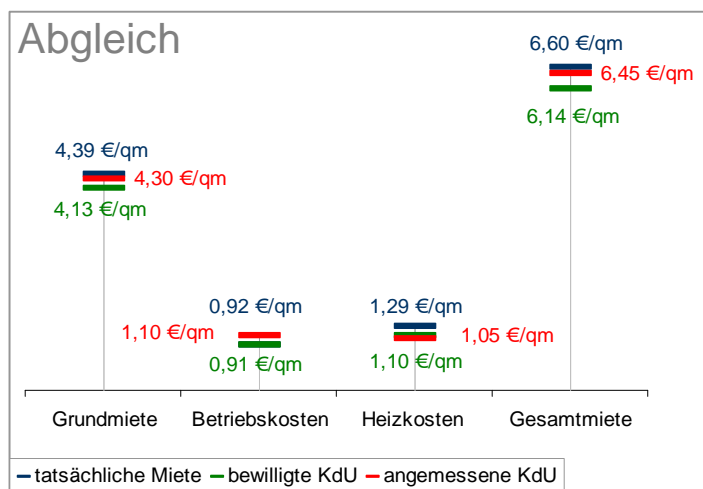 Abgleich
6,60 €/qm
6,45 €/qm
6,14 €/qm
4,39 €/qm
4,30 €/qm
4,13 €/qm
0,92 €/qm
1,29 €/qm
1,10 €/qm
1,05 €/qm
0,91 €/qm
1,10 €/qm
Grundmiete Betriebskosten Heizkosten Gesamtmiete
tatsächliche Miete bewilligte KdU angemessene KdU